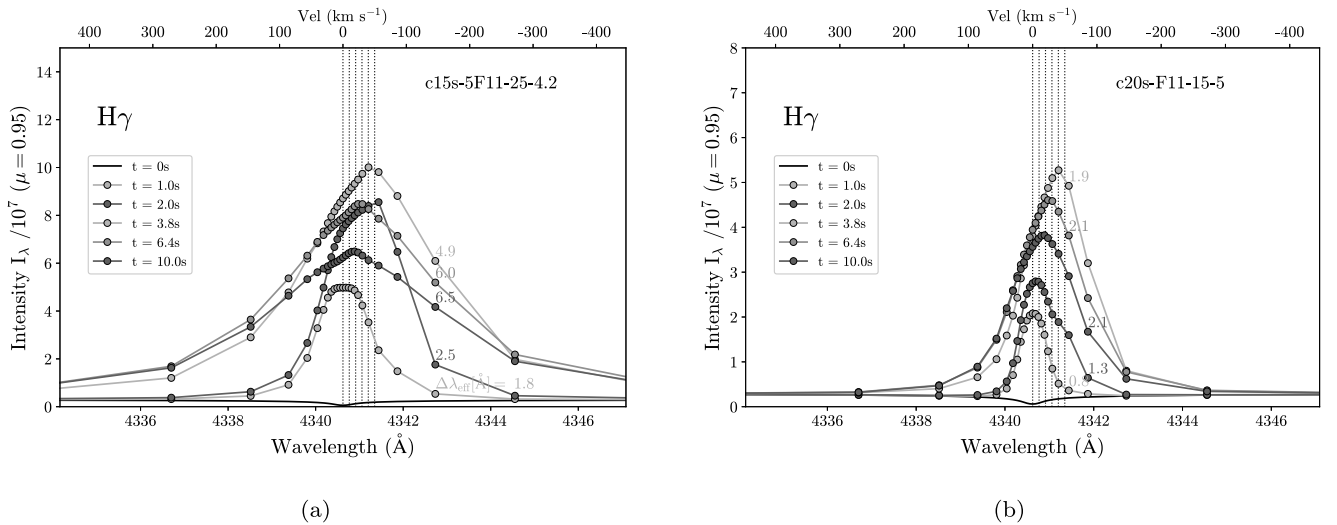 Vel (km s⁻¹)
400 300 200 100 0 -100 -200 -300 -400
c15s-5F11-25-4.2
Hγ
t = 0s
t = 1.0s
t = 2.0s
t = 3.8s
t = 6.4s
t = 10.0s
4.9
6.0
6.5
2.5
Δλeff[Å] = 1.8
14
12
10
8
6
4
2
0
Intensity Iλ /10⁷ (μ = 0.95)
4336 4338 4340 4342 4344 4346
Wavelength (Å)
(a)
Vel (km s⁻¹)
400 300 200 100 0 -100 -200 -300 -400
c20s-F11-15-5
Hγ
t = 0s
t = 1.0s
t = 2.0s
t = 3.8s
t = 6.4s
t = 10.0s
1.9
2.1
2.1
1.3
0.8
8
7
6
5
4
3
2
1
0
Intensity Iλ /10⁷ (μ = 0.95)
4336 4338 4340 4342 4344 4346
Wavelength (Å)
(b)